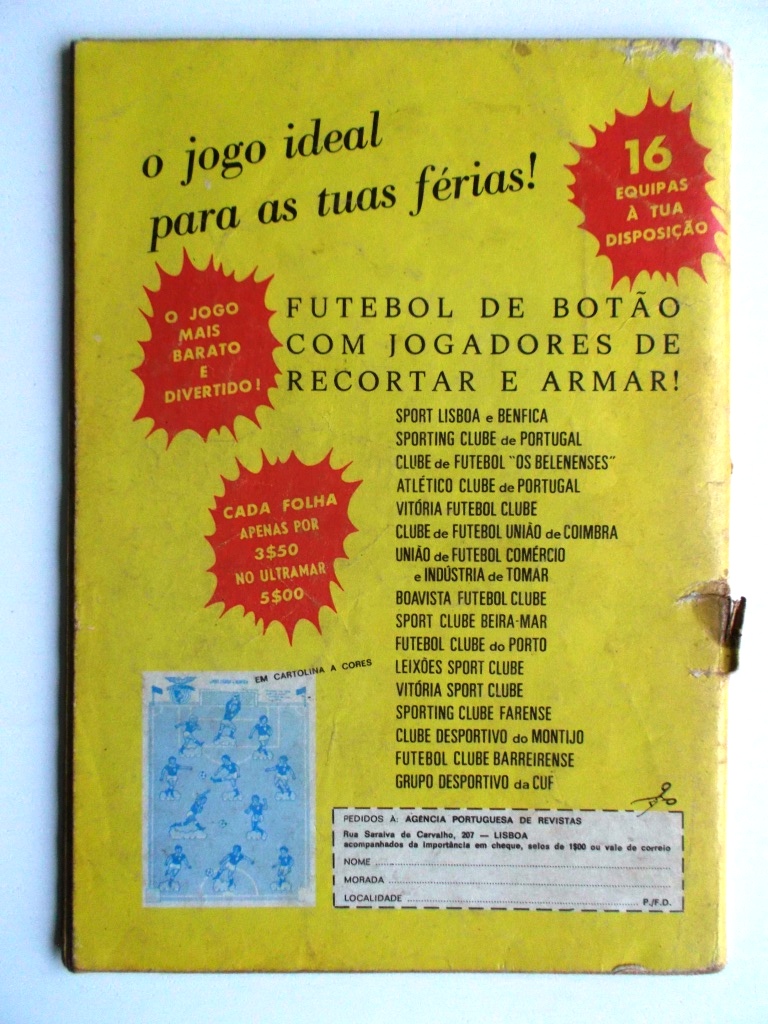 o jogo ideal
para as tuas férias!
16
EQUIPAS
À TUA
DISPOSIÇÃO
O JOGO
MAIS
BARATO
E
DIVERTIDO!
FUTEBOL DE BOTÃO
COM JOGADORES DE
RECORTAR E ARMAR!
CADA FOLHA
APENAS POR
3$50
NO ULTRAMAR
5$00
SPORT LISBOA e BENFICA
SPORTING CLUBE de PORTUGAL
CLUBE de FUTEBOL "OS BELENENSES"
ATLÉTICO CLUBE de PORTUGAL
VITÓRIA FUTEBOL CLUBE
CLUBE de FUTEBOL UNIÃO de COIMBRA
UNIÃO de FUTEBOL COMÉRCIO
e INDÚSTRIA de TOMAR
BOAVISTA FUTEBOL CLUBE
SPORT CLUBE BEIRA-MAR
FUTEBOL CLUBE do PORTO
LEIXÕES SPORT CLUBE
VITÓRIA SPORT CLUBE
SPORTING CLUBE FARENSE
CLUBE DESPORTIVO do MONTIJO
FUTEBOL CLUBE BARREIRENSE
GRUPO DESPORTIVO da CUF
EM CARTOLINA A CORES
PEDIDOS À: AGÊNCIA PORTUGUESA DE REVISTAS
Rua Saraiva de Carvalho, 207 — LISBOA
acompanhados da importância em cheque, selos de 1$00 ou vale de correio
NOME
MORADA
LOCALIDADE P./F.D.